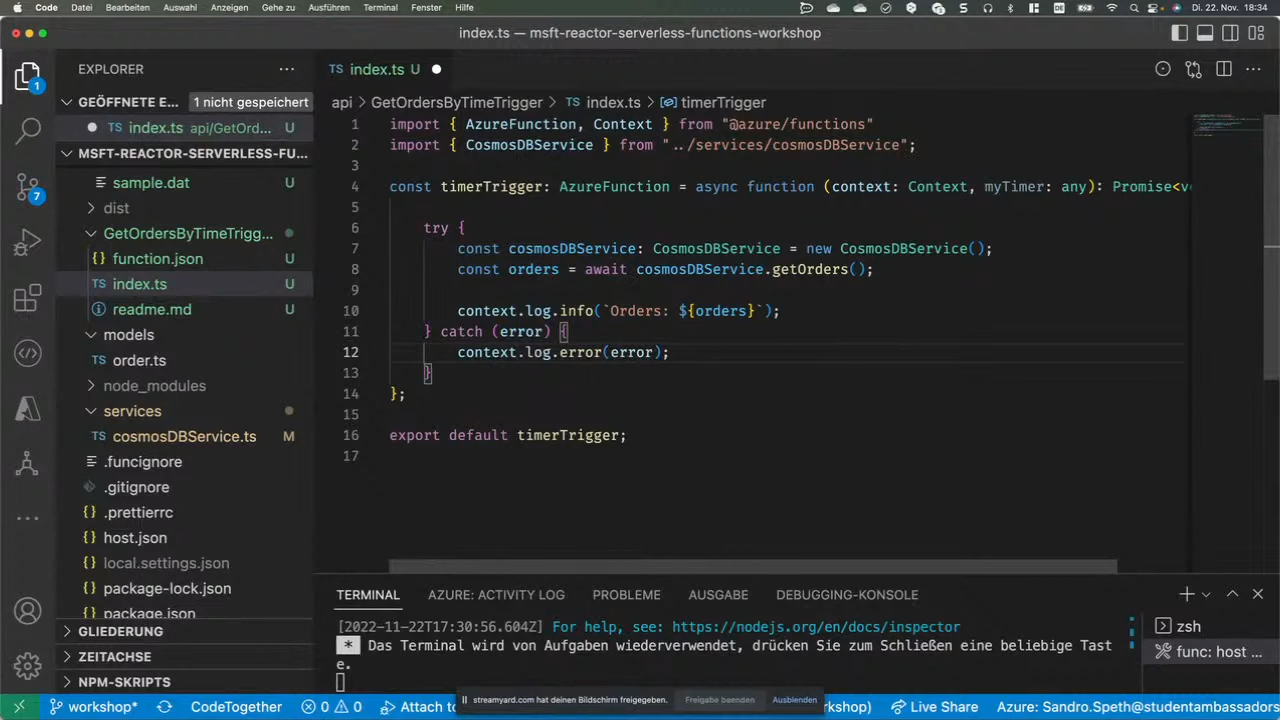 Code Datei Bearbeiten Auswahl Anzeigen Gehe zu Ausführen Terminal Fenster Hilfe Di. 22. Nov. 18:34
index.ts — msft-reactor-serverless-functions-workshop
EXPLORER
TS index.ts U
1
GEÖFFNETE E... 1 nicht gespeichert
TS index.ts api/GetOrd... U
MSFT-REACTOR-SERVERLESS-FU...
sample.dat U
dist
GetOrdersByTimeTrigg...
{} function.json U
TS index.ts U
readme.md U
models
TS order.ts U
node_modules
services
TS cosmosDBService.ts M
.funcignore
.gitignore
{} .prettierrc
{} host.json
{} local.settings.json
{} package-lock.json
{} package.json
GLIEDERUNG
ZEITACHSE
NPM-SKRIPTS
7
api > GetOrdersByTimeTrigger > TS index.ts > timerTrigger
1 import { AzureFunction, Context } from "@azure/functions"
2 import { CosmosDBService } from "../services/cosmosDBService";
3
4 const timerTrigger: AzureFunction = async function (context: Context, myTimer: any): Promise<vo
5
6 try {
7 const cosmosDBService: CosmosDBService = new CosmosDBService();
8 const orders = await cosmosDBService.getOrders();
9
10 context.log.info(`Orders: ${orders}`);
11 } catch (error) {
12 context.log.error(error);
13 }
14 };
15
16 export default timerTrigger;
17
TERMINAL AZURE: ACTIVITY LOG PROBLEME AUSGABE DEBUGGING-KONSOLE
[2022-11-22T17:30:56.604Z] For help, see: https://nodejs.org/en/docs/inspector
* Das Terminal wird von Aufgaben wiederverwendet, drücken Sie zum Schließen eine beliebige Tast
e.
zsh
func: host ...
streamyard.com hat deinen Bildschirm freigegeben. Freigabe beenden Ausblenden
workshop* CodeTogether 0 0 Attach to kshop) Live Share Azure: Sandro.Speth@studentambassadors